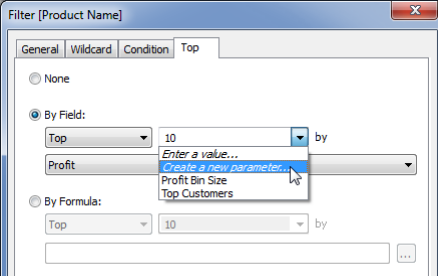 Filter [Product Name]
General Wildcard Condition Top
None
By Field:
Top 10 by
Enter a value...
Profit Create a new parameter...
Profit Bin Size
Top Customers
By Formula:
Top 10 by
...